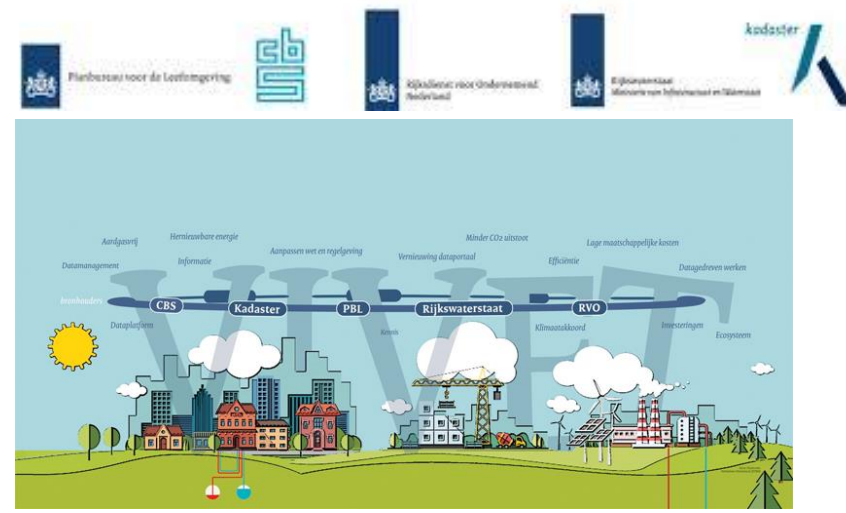 Planbureau voor de Leefomgeving
cbs
Rijksdienst voor Ondernemend
Nederland
Rijkswaterstaat
Ministerie van Infrastructuur en Waterstaat
kadaster
Minder CO2 uitstoot
Hernieuwbare energie
Aardgasvrij
Lage maatschappelijke kosten
Aanpassen wet en regelgeving
Vernieuwing dataportaal
Datamanagement
Informatie
Efficiëntie
Datagedreven werken
VIVET
bronhouders
CBS
Kadaster
PBL
Rijkswaterstaat
RVO
Dataplatform
Kennis
Klimaatakkoord
Investeringen
Ecosysteem